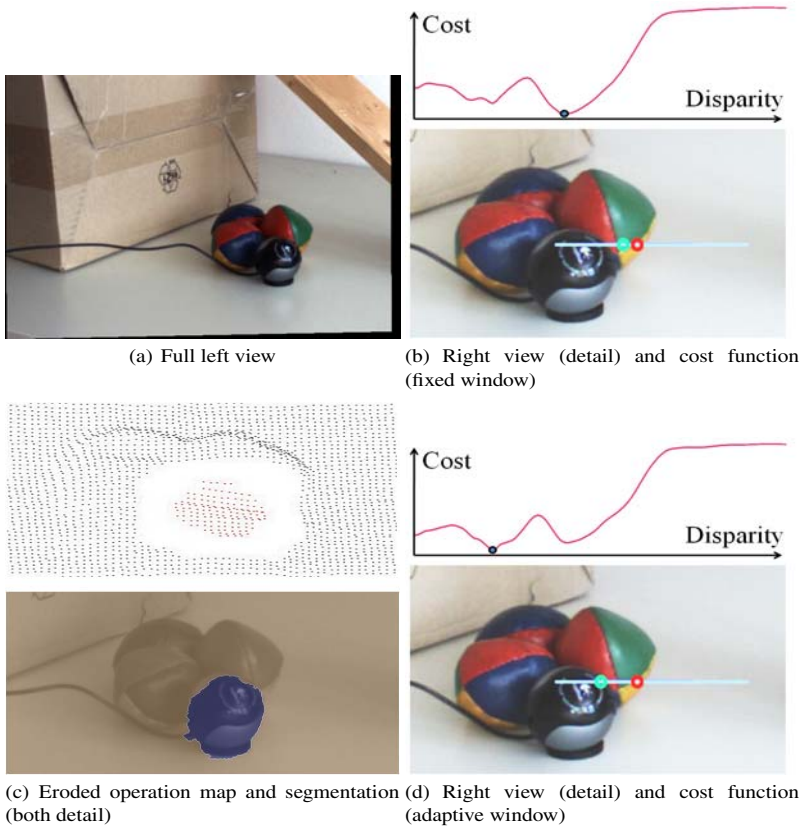 Cost
Disparity
(a) Full left view
(b) Right view (detail) and cost function
(fixed window)
Cost
Disparity
(c) Eroded operation map and segmentation
(both detail)
(d) Right view (detail) and cost function
(adaptive window)